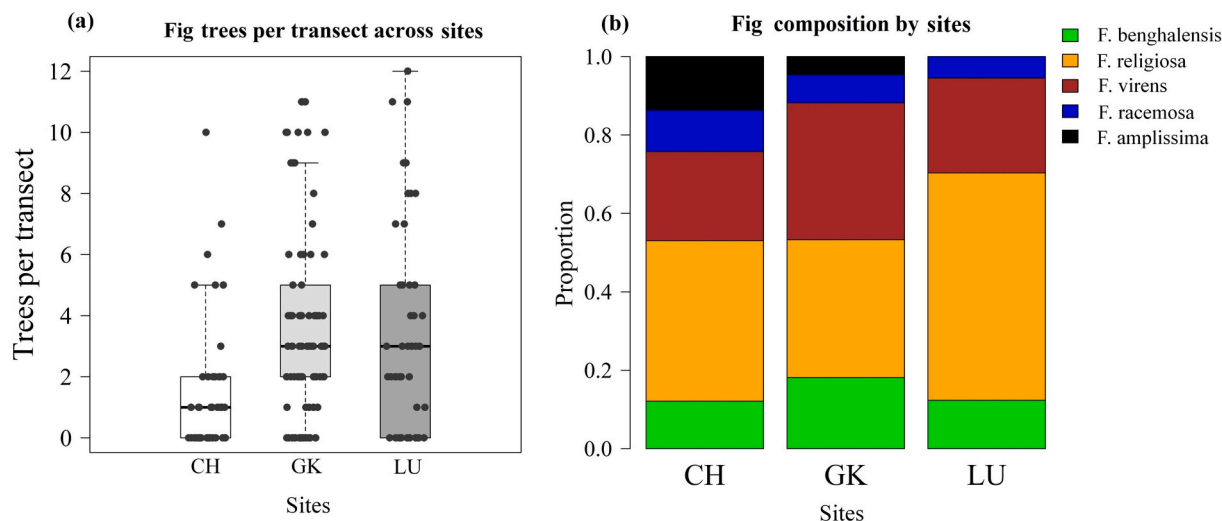 (a)
Fig trees per transect across sites
Trees per transect
12
10
8
6
4
2
0
CH GK LU
Sites
(b)
Fig composition by sites
Proportion
1.0
0.8
0.6
0.4
0.2
0.0
CH GK LU
Sites
F. benghalensis
F. religiosa
F. virens
F. racemosa
F. amplissima